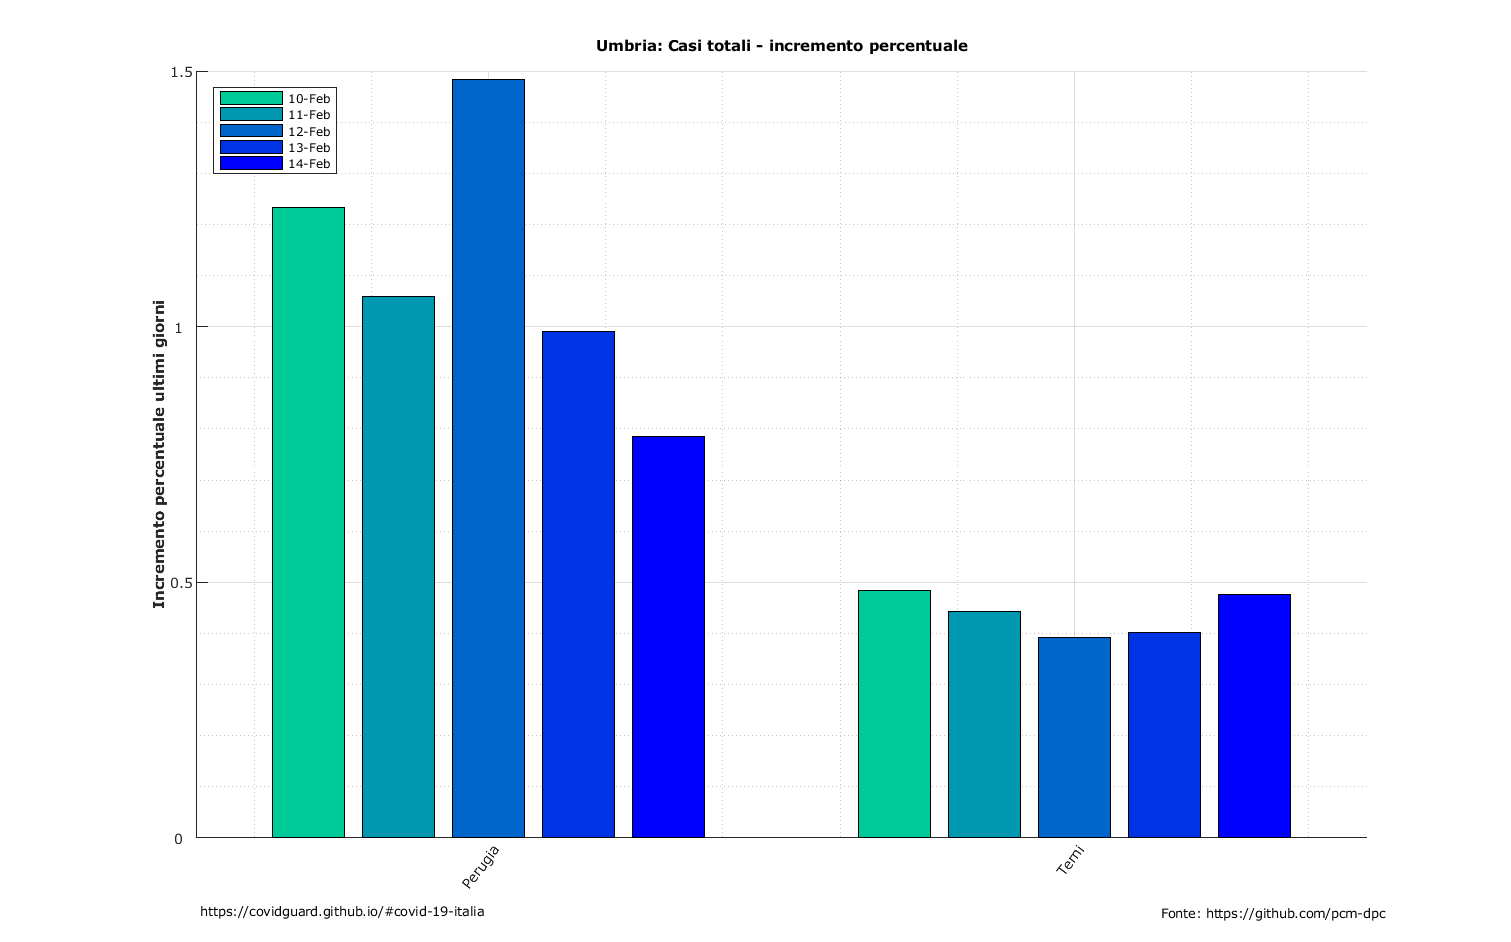 Umbria: Casi totali - incremento percentuale
1.5
10-Feb
11-Feb
12-Feb
13-Feb
14-Feb
Incremento percentuale ultimi giorni
1
0.5
0
Perugia
Terni
https://covidguard.github.io/#covid-19-italia
Fonte: https://github.com/pcm-dpc